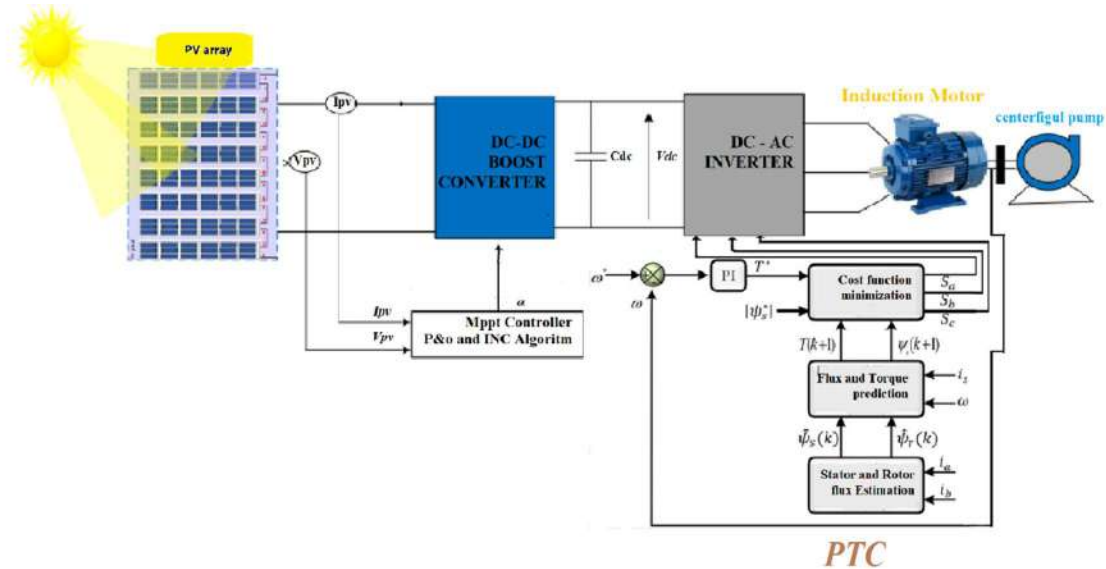 PV array
Ipv
Vpv
DC-DC
BOOST
CONVERTER
Cdc
Vdc
DC - AC
INVERTER
Induction Motor
centerfigul pump
α
Ipv
Vpv
Mppt Controller
P&o and INC Algoritm
ω*
ω
PI
T*
|ψs*|
Cost function
minimization
Sa
Sb
Sc
T(k+1)
ψs(k+1)
Flux and Torque
prediction
is
ω
ψ̂s(k)
ψ̂r(k)
Stator and Rotor
flux Estimation
ia
ib
PTC